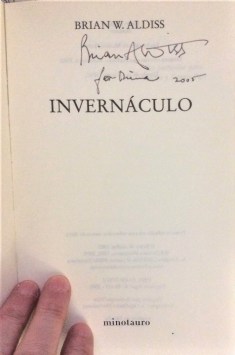 BRIAN W. ALDISS
Brian Aldiss
for Dina 2005
INVERNÁCULO
minotauro